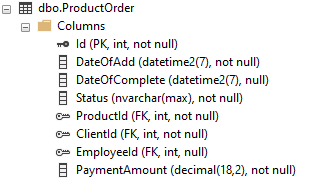 dbo.ProductOrder
Columns
Id (PK, int, not null)
DateOfAdd (datetime2(7), not null)
DateOfComplete (datetime2(7), not null)
Status (nvarchar(max), not null)
ProductId (FK, int, not null)
ClientId (FK, int, not null)
EmployeeId (FK, int, not null)
PaymentAmount (decimal(18,2), not null)